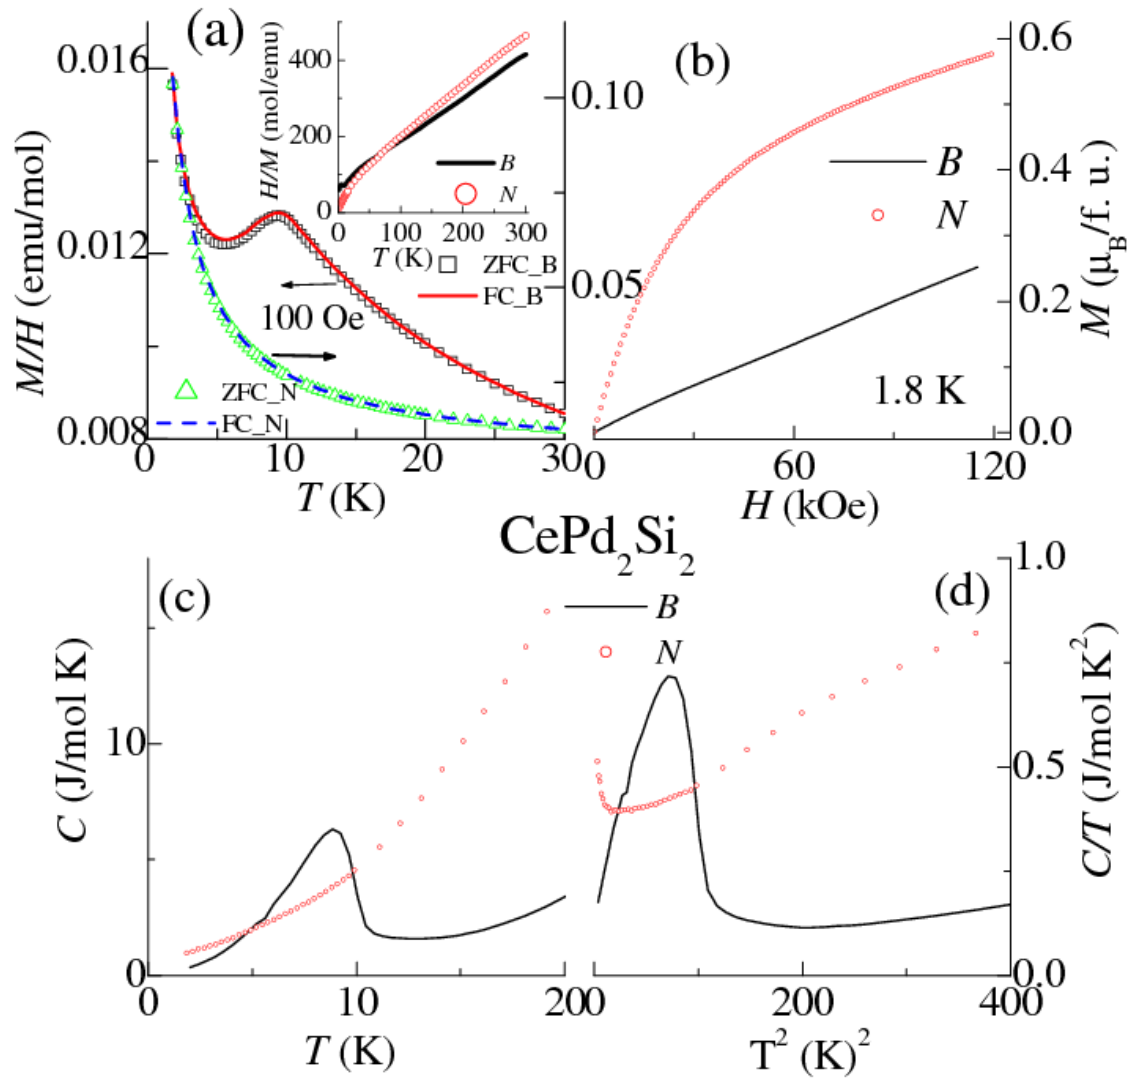 (a)
M/H (emu/mol)
0.016
0.012
0.008
0
10
20
30
T (K)
H/M (mol/emu)
400
200
0
0
100
200
300
T (K)
B
N
ZFC_B
FC_B
100 Oe
ZFC_N
FC_N
0.10
0.05
(b)
B
N
1.8 K
0.6
0.4
0.2
0.0
M (μB/f. u.)
0
60
120
H (kOe)
CePd2Si2
(c)
C (J/mol K)
10
0
0
10
20
T (K)
B
N
(d)
1.0
0.5
0.0
C/T (J/mol K²)
0
200
400
T² (K)²